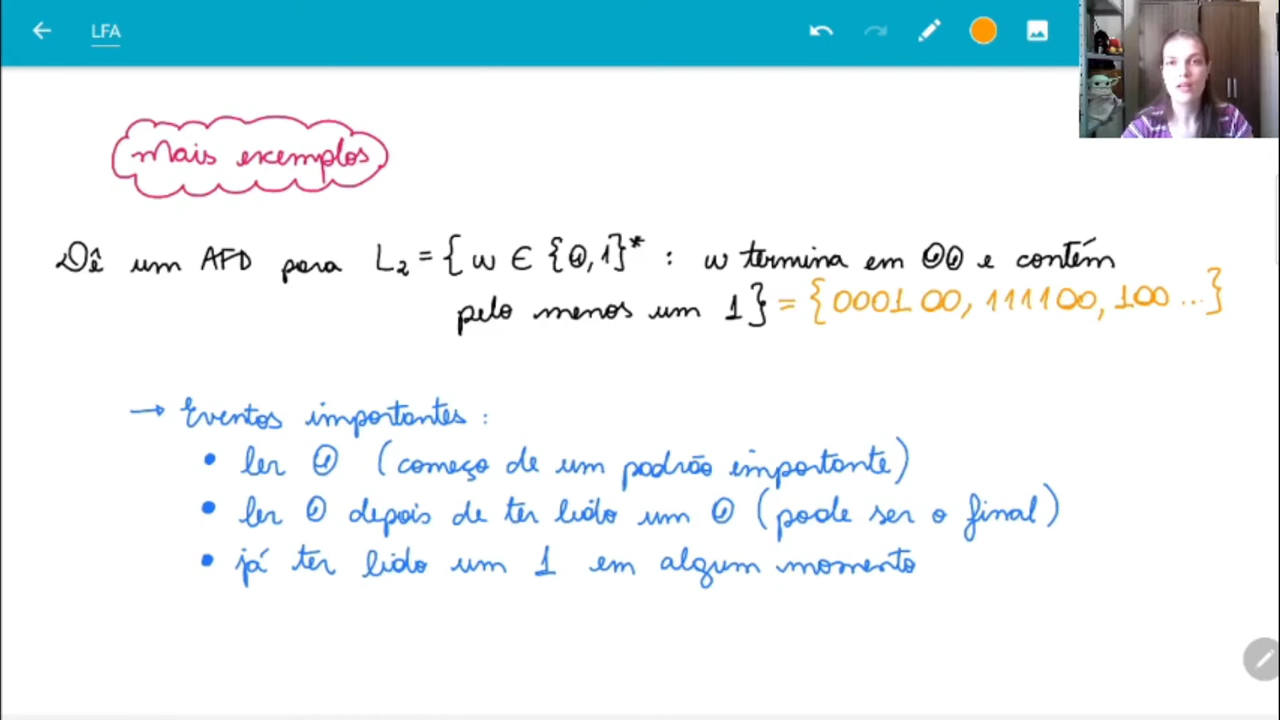 LFA
Mais exemplos
Dê um AFD para L₂ = { w ∈ {0,1}* : w termina em 00 e contém
pelo menos um 1 } = { 000100, 111100, 100 ... }
→ Eventos importantes :
• ler 0 (começo de um padrão importante)
• ler 0 depois de ter lido um 0 (pode ser o final)
• já ter lido um 1 em algum momento